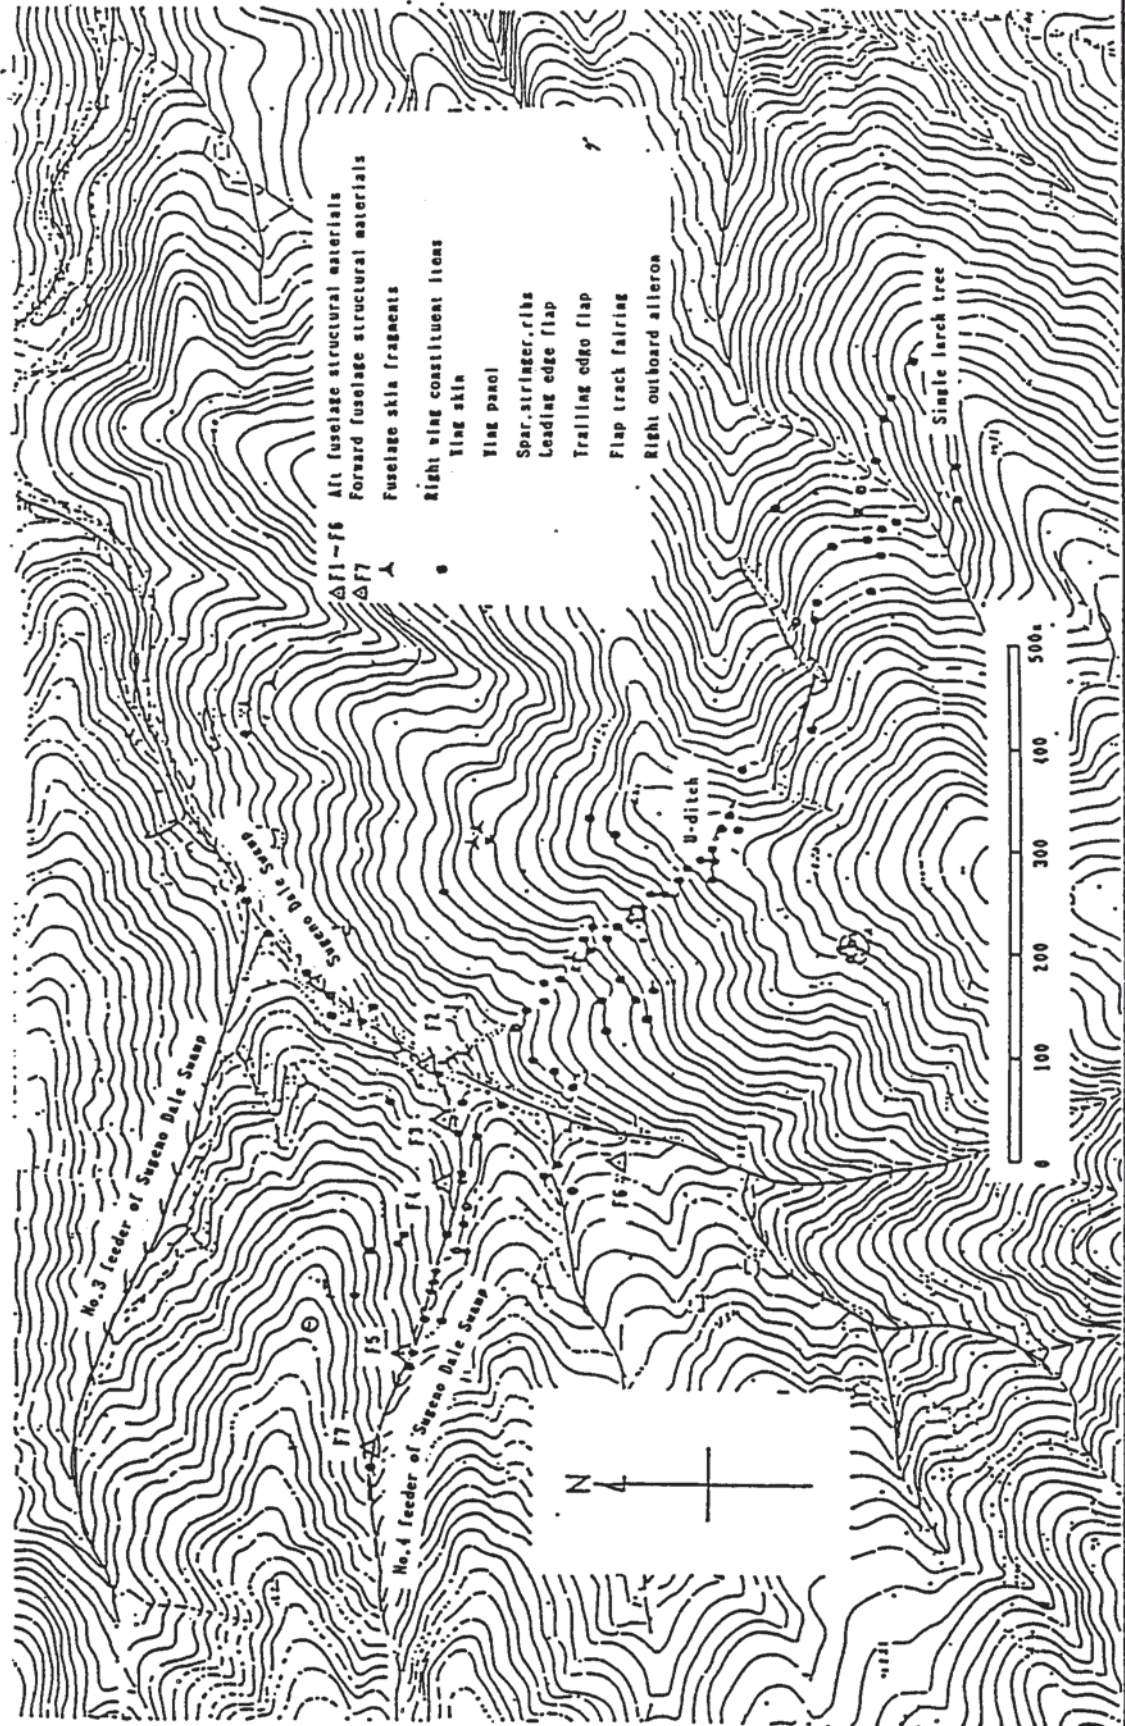 △F1~F6 Aft fuselage structural materials
△F7 Forward fuselage structural materials
Fuselage skin fragments
Right wing constituent items
Wing skin
Wing panel
Spar.stringer.ribs
Leading edge flap
Trailing edge flap
Flap track fairing
Right outboard aileron
No.3 feeder of Sugeno Dale Swamp
Sugeno Dale Swamp
F7
F5
F4
F3
F2
No.4 feeder of Sugeno Dale Swamp
F6
U-ditch
Single larch tree
N
0 100 200 300 400 500m